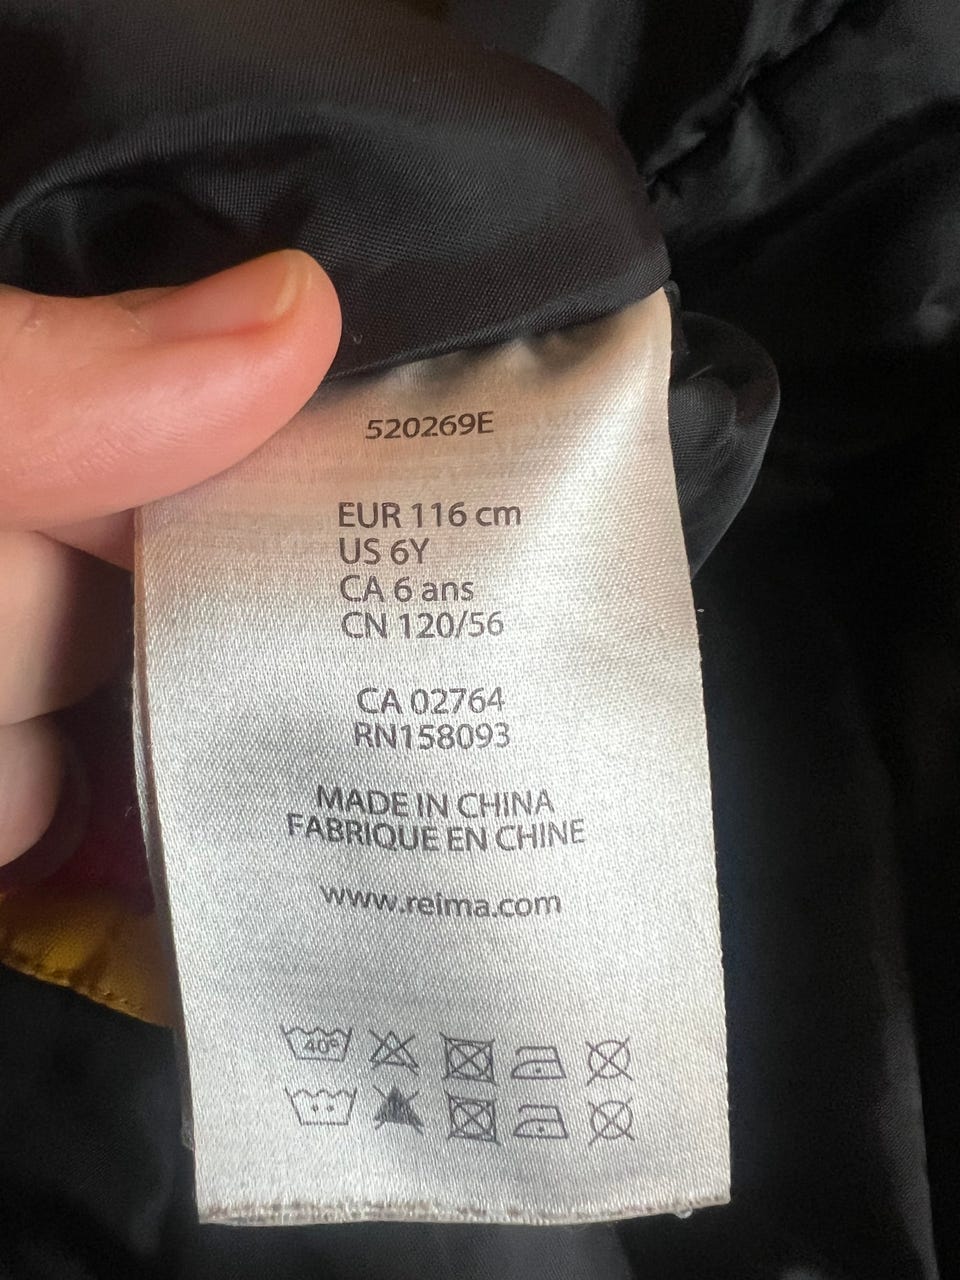 520269E
EUR 116 cm
US 6Y
CA 6 ans
CN 120/56
CA 02764
RN158093
MADE IN CHINA
FABRIQUE EN CHINE
www.reima.com
40°